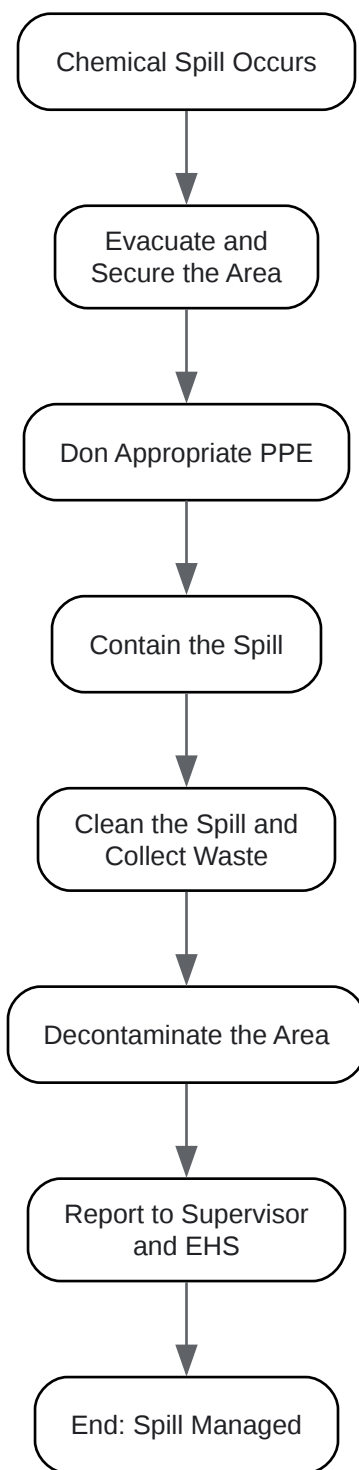 Chemical Spill Occurs
Evacuate and
Secure the Area
Don Appropriate PPE
Contain the Spill
Clean the Spill and
Collect Waste
Decontaminate the Area
Report to Supervisor
and EHS
End: Spill Managed